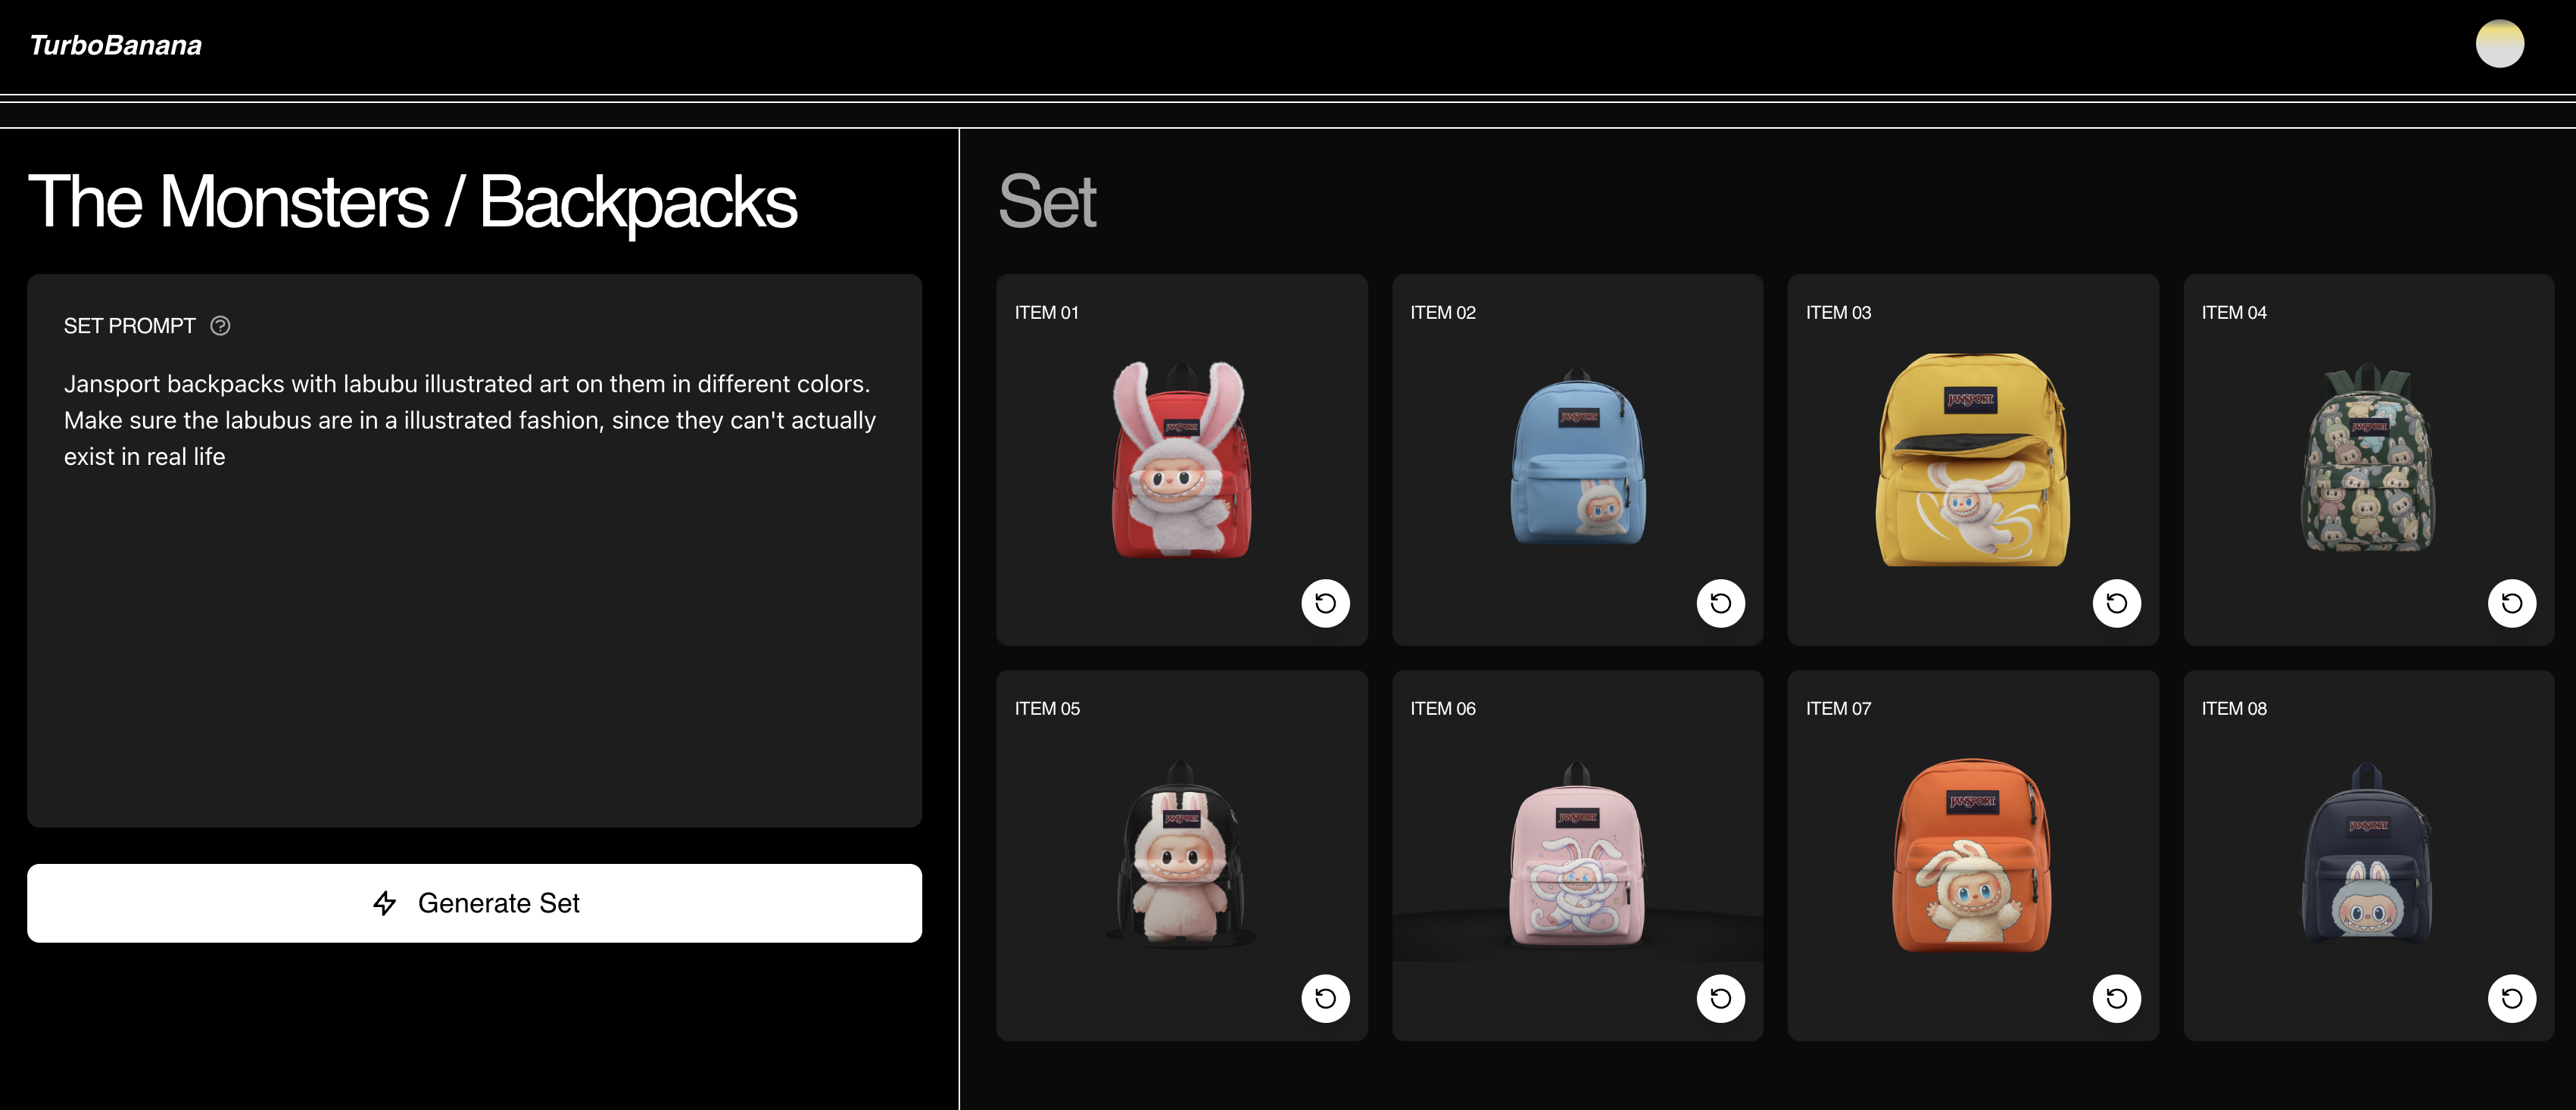 TurboBanana
The Monsters / Backpacks
SET PROMPT
Jansport backpacks with labubu illustrated art on them in different colors.
Make sure the labubus are in a illustrated fashion, since they can't actually
exist in real life
Generate Set
Set
ITEM 01
JANSPORT
ITEM 02
JANSPORT
ITEM 03
JANSPORT
ITEM 04
JANSPORT
ITEM 05
JANSPORT
ITEM 06
JANSPORT
ITEM 07
JANSPORT
ITEM 08
JANSPORT